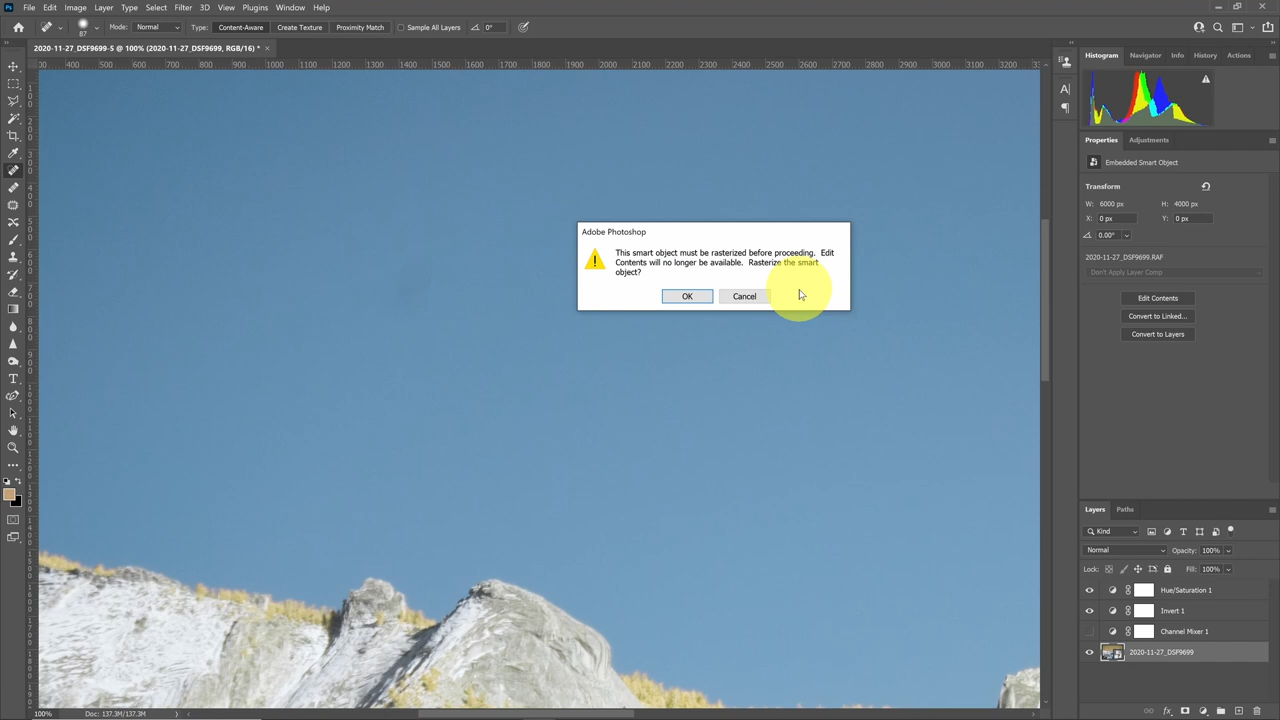 Ps File Edit Image Layer Type Select Filter 3D View Plugins Window Help
87 Mode: Normal Type: Content-Aware Create Texture Proximity Match Sample All Layers 0°
2020-11-27_DSF9699-5 @ 100% (2020-11-27_DSF9699, RGB/16) *
400 500 600 700 800 900 1000 1100 1200 1300 1400 1500 1600 1700 1800 1900 2000 2100 2200 2300 2400 2500 2600 2700 2800 2900 3000 3100 3200
Histogram Navigator Info History Actions
Properties Adjustments
Embedded Smart Object
Transform
W: 6000 px H: 4000 px
X: 0 px Y: 0 px
0.00°
2020-11-27_DSF9699.RAF
Don't Apply Layer Comp
Edit Contents
Convert to Linked...
Convert to Layers
Adobe Photoshop
This smart object must be rasterized before proceeding. Edit
Contents will no longer be available. Rasterize the smart
object?
OK Cancel
Layers Paths
Kind
Normal Opacity: 100%
Lock: Fill: 100%
Hue/Saturation 1
Invert 1
Channel Mixer 1
2020-11-27_DSF9699
100% Doc: 137.3M/137.3M